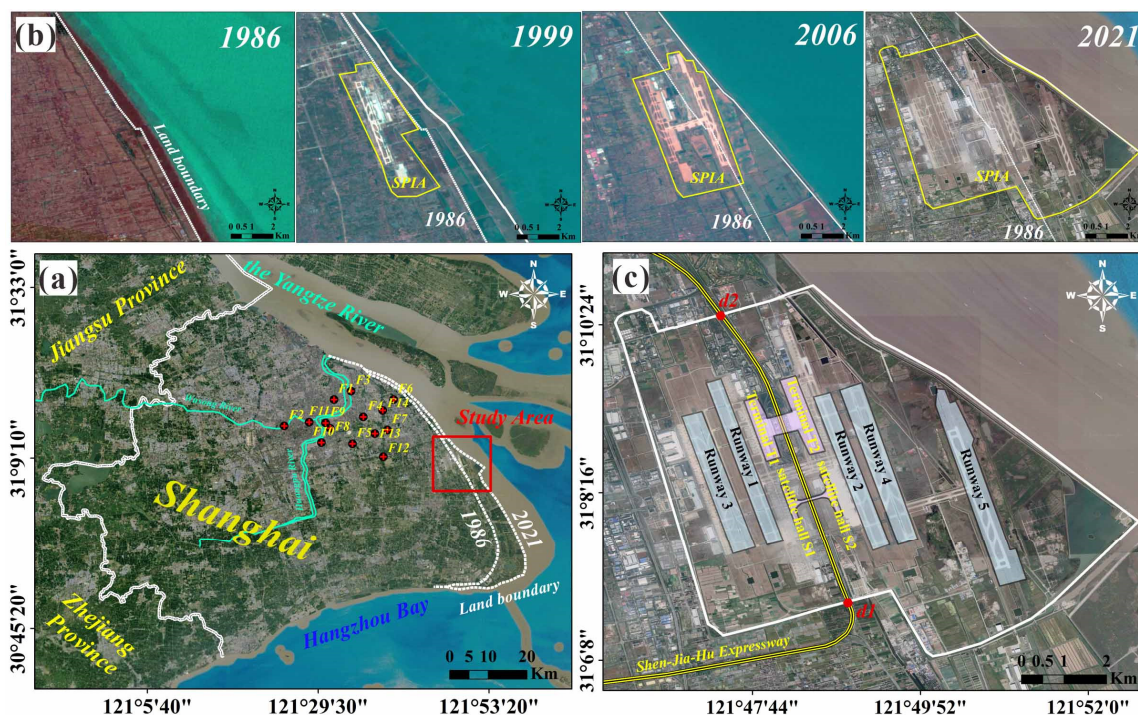 (b)
1986
Land boundary
0 0.5 1 2
Km
1999
SPIA
1986
0 0.5 1 2
Km
2006
SPIA
1986
0 0.5 1 2
Km
2021
SPIA
1986
0 0.5 1 2
Km
(a)
31°33'0"
31°9'10"
30°45'20"
Jiangsu Province
the Yangtze River
N
W E
S
F3
F6
F14
F4
F2
F11
F9
F7
F8
F10
F5
F13
F12
Study Area
Shanghai
1986
2021
Land boundary
Zhejiang
Province
Hangzhou Bay
0 5 10 20
Km
121°5'40"
121°29'30"
121°53'20"
(c)
N
W E
S
31°10'24"
31°8'16"
31°6'8"
d2
Runway 3
Runway 1
Terminal T1
Terminal T2
satellite hall S1
satellite hall S2
Runway 2
Runway 4
Runway 5
d1
Shen-Jia-Hu Expressway
0 0.5 1 2
Km
121°47'44"
121°49'52"
121°52'0"